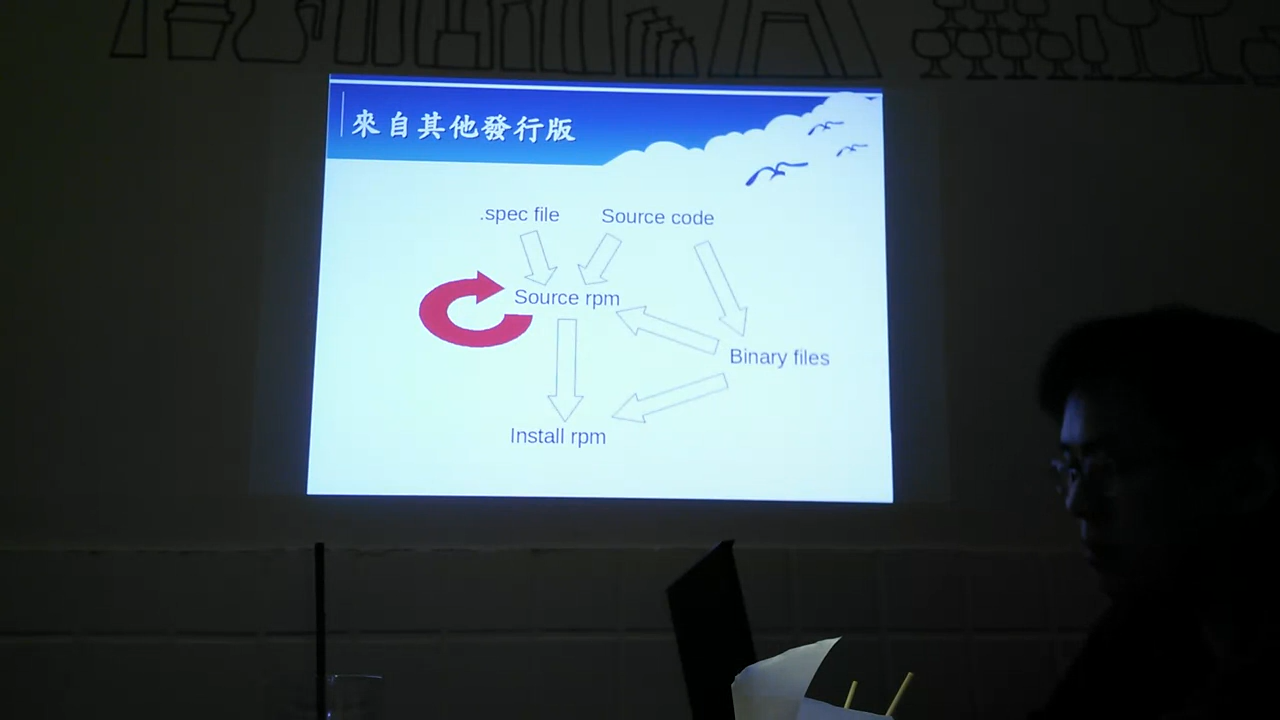 來自其他發行版
.spec file
Source code
Source rpm
Binary files
Install rpm